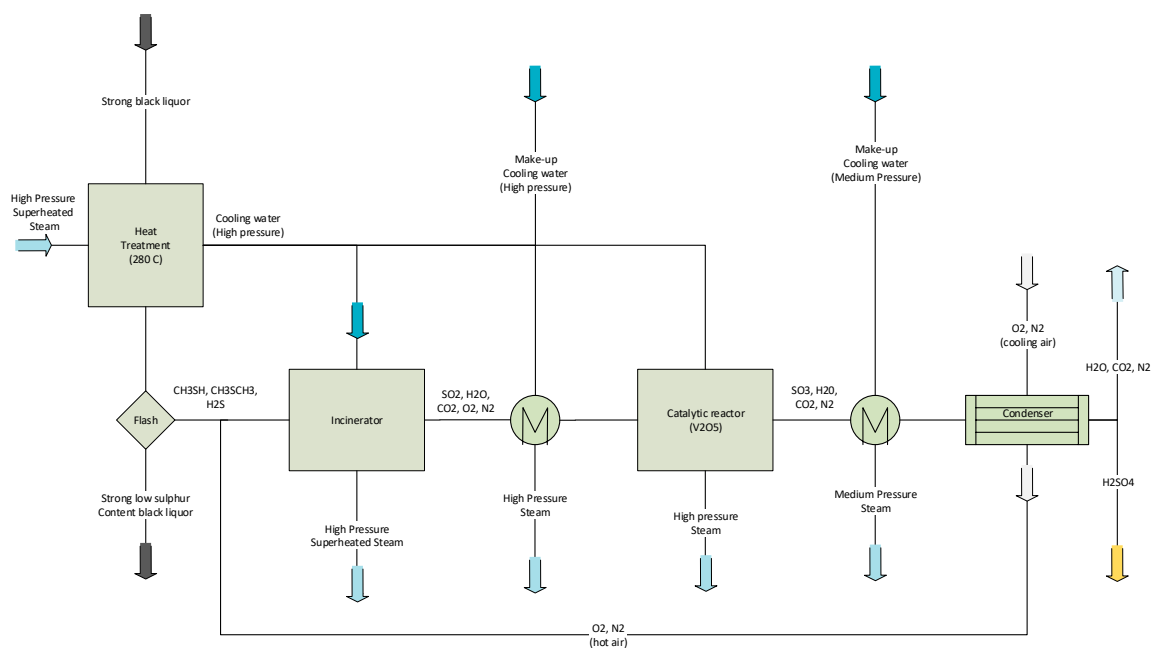 Strong black liquor
High Pressure
Superheated
Steam
Heat
Treatment
(280 C)
Cooling water
(High pressure)
Make-up
Cooling water
(High pressure)
Make-up
Cooling water
(Medium Pressure)
O2, N2
(cooling air)
H2O, CO2, N2
Flash
CH3SH, CH3SCH3,
H2S
Incinerator
SO2, H2O,
CO2, O2, N2
Catalytic reactor
(V2O5)
SO3, H20,
CO2, N2
Condenser
Strong low sulphur
Content black liquor
High Pressure
Superheated Steam
High Pressure
Steam
High pressure
Steam
Medium Pressure
Steam
H2SO4
O2, N2
(hot air)